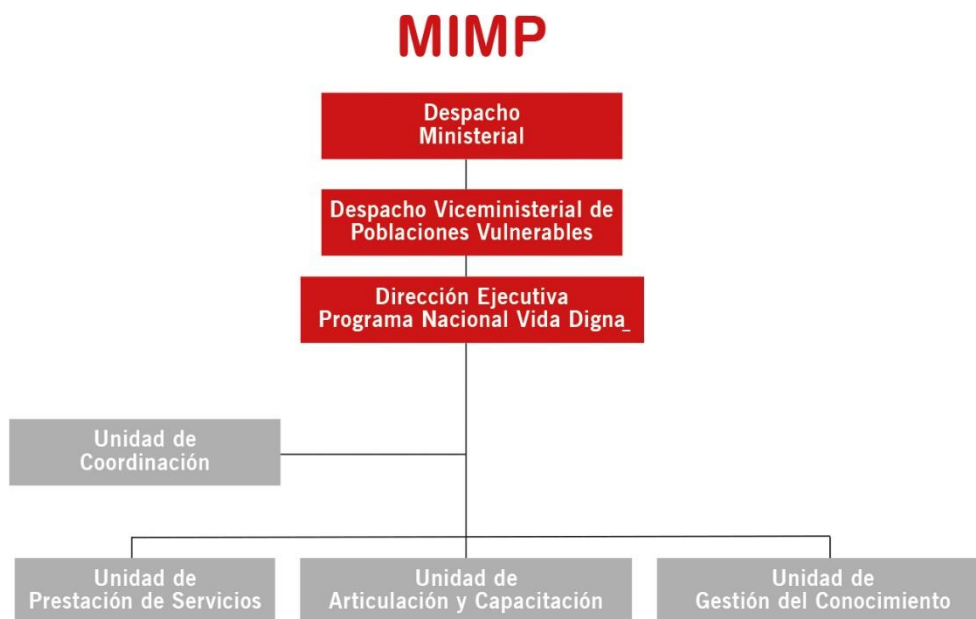 MIMP
Despacho
Ministerial
Despacho Viceministerial de
Poblaciones Vulnerables
Dirección Ejecutiva
Programa Nacional Vida Digna_
Unidad de
Coordinación
Unidad de
Prestación de Servicios
Unidad de
Articulación y Capacitación
Unidad de
Gestión del Conocimiento